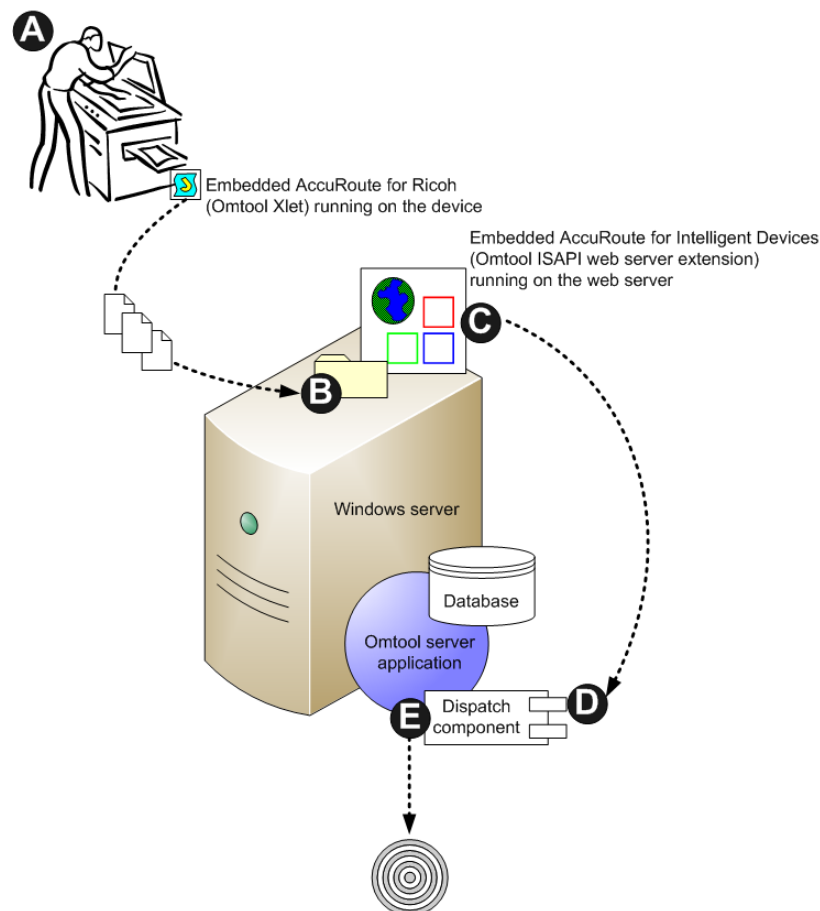 A
Embedded AccuRoute for Ricoh
(Omtool Xlet) running on the device
Embedded AccuRoute for Intelligent Devices
(Omtool ISAPI web server extension)
running on the web server
C
B
Windows server
Database
Omtool server
application
Dispatch
component
D
E